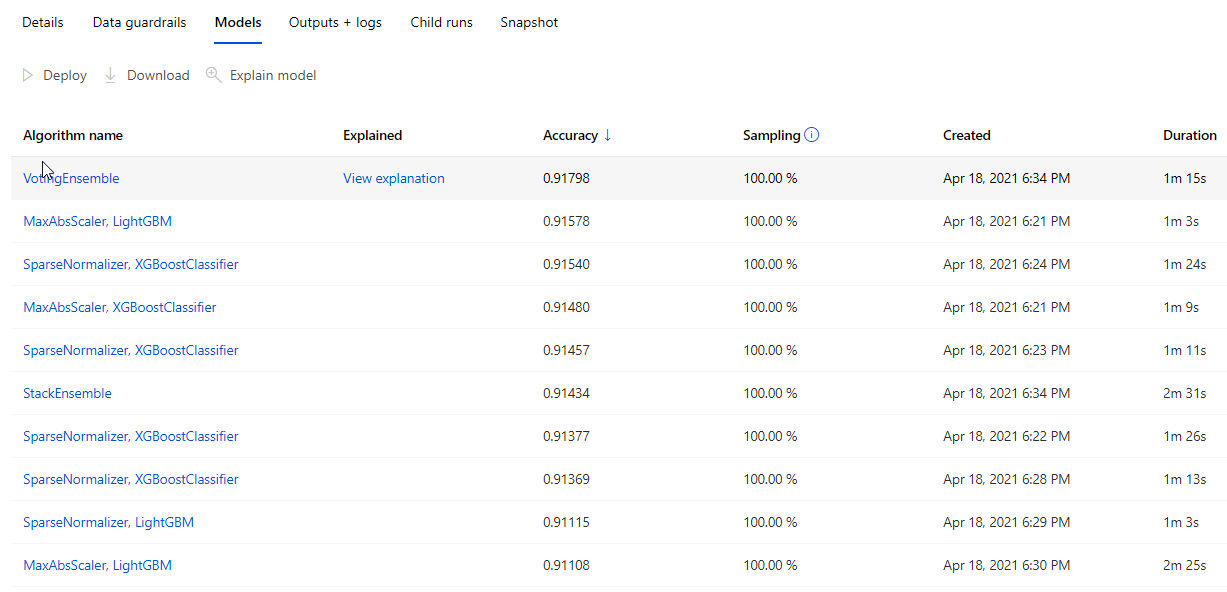 Details Data guardrails Models Outputs + logs Child runs Snapshot
Deploy Download Explain model
Algorithm name Explained Accuracy ↓ Sampling Created Duration
VotingEnsemble View explanation 0.91798 100.00 % Apr 18, 2021 6:34 PM 1m 15s
MaxAbsScaler, LightGBM 0.91578 100.00 % Apr 18, 2021 6:21 PM 1m 3s
SparseNormalizer, XGBoostClassifier 0.91540 100.00 % Apr 18, 2021 6:24 PM 1m 24s
MaxAbsScaler, XGBoostClassifier 0.91480 100.00 % Apr 18, 2021 6:21 PM 1m 9s
SparseNormalizer, XGBoostClassifier 0.91457 100.00 % Apr 18, 2021 6:23 PM 1m 11s
StackEnsemble 0.91434 100.00 % Apr 18, 2021 6:34 PM 2m 31s
SparseNormalizer, XGBoostClassifier 0.91377 100.00 % Apr 18, 2021 6:22 PM 1m 26s
SparseNormalizer, XGBoostClassifier 0.91369 100.00 % Apr 18, 2021 6:28 PM 1m 13s
SparseNormalizer, LightGBM 0.91115 100.00 % Apr 18, 2021 6:29 PM 1m 3s
MaxAbsScaler, LightGBM 0.91108 100.00 % Apr 18, 2021 6:30 PM 2m 25s